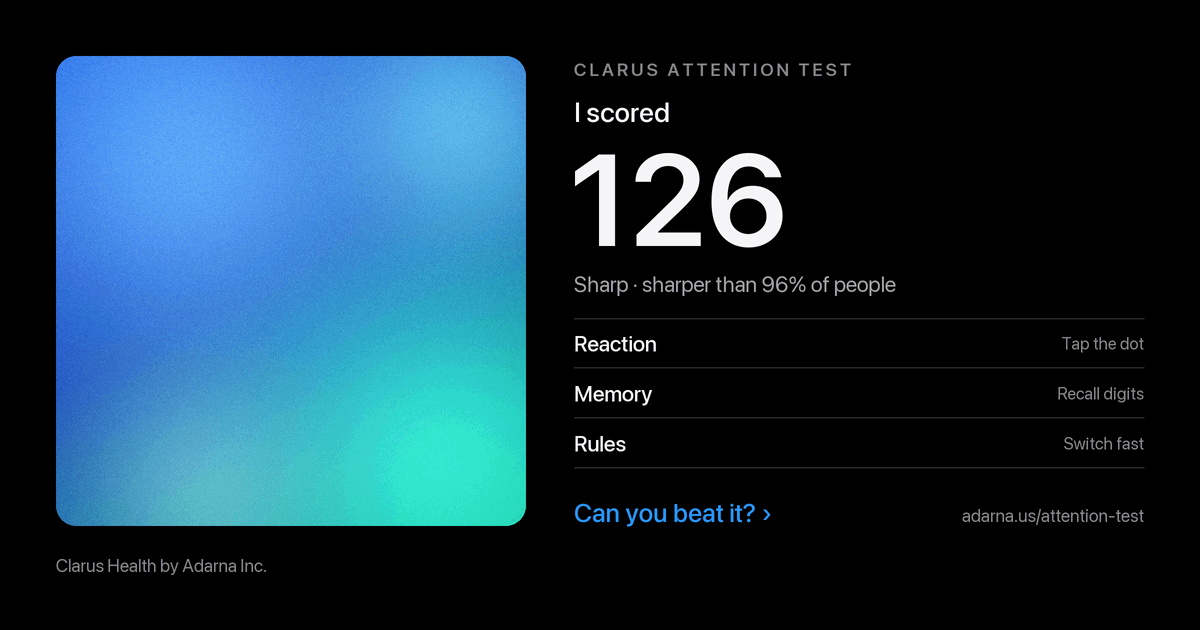 CLARUS ATTENTION TEST
I scored
126
Sharp · sharper than 96% of people
Reaction Tap the dot
Memory Recall digits
Rules Switch fast
Can you beat it? › adarna.us/attention-test
Clarus Health by Adarna Inc.